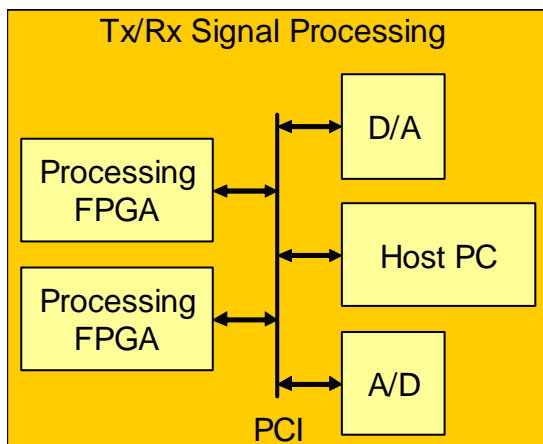 Tx/Rx Signal Processing
D/A
Processing
FPGA
Host PC
Processing
FPGA
A/D
PCI